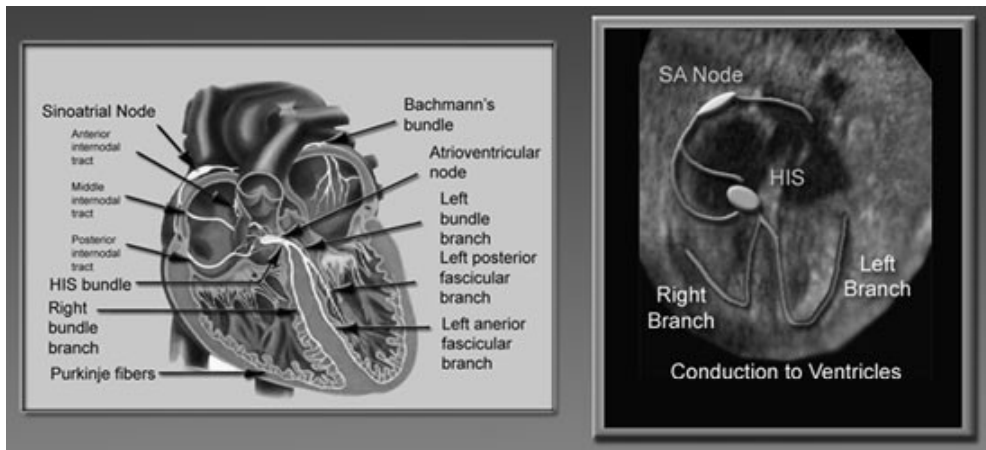 Sinoatrial Node
Anterior
internodal
tract
Middle
internodal
tract
Posterior
internodal
tract
HIS bundle
Right
bundle
branch
Purkinje fibers
Bachmann's
bundle
Atrioventricular
node
Left
bundle
branch
Left posterior
fascicular
branch
Left anerior
fascicular
branch
SA Node
HIS
Right
Branch
Left
Branch
Conduction to Ventricles